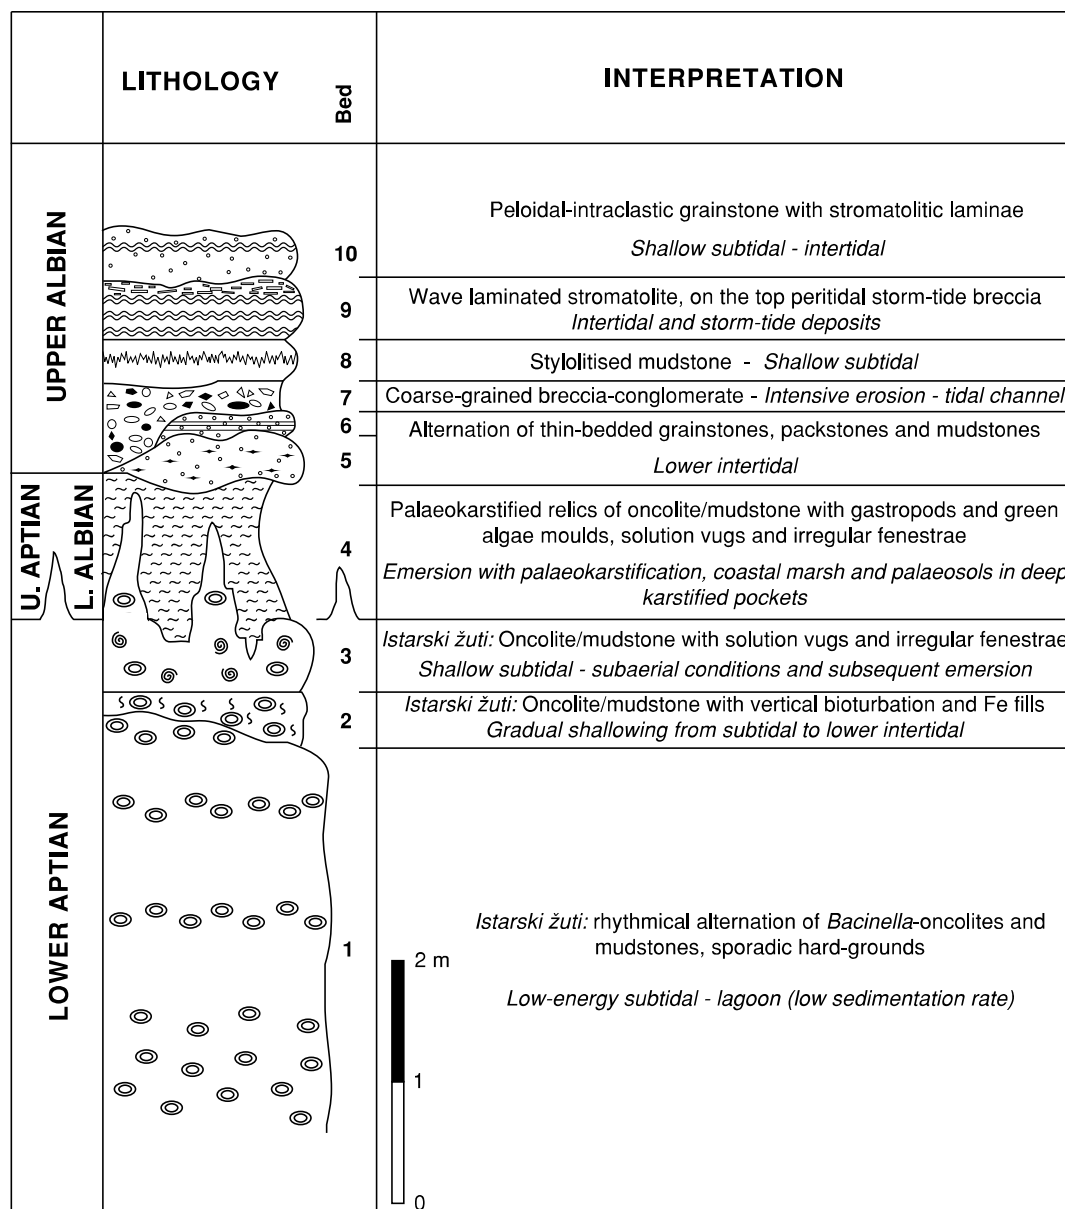 LITHOLOGY
Bed
INTERPRETATION
UPPER ALBIAN
10
Peloidal-intraclastic grainstone with stromatolitic laminae
Shallow subtidal - intertidal
9
Wave laminated stromatolite, on the top peritidal storm-tide breccia
Intertidal and storm-tide deposits
8
Stylolitised mudstone - Shallow subtidal
7
Coarse-grained breccia-conglomerate - Intensive erosion - tidal channel
6
5
Alternation of thin-bedded grainstones, packstones and mudstones
Lower intertidal
U. APTIAN
L. ALBIAN
4
Palaeokarstified relics of oncolite/mudstone with gastropods and green
algae moulds, solution vugs and irregular fenestrae
Emersion with palaeokarstification, coastal marsh and palaeosols in deep
karstified pockets
LOWER APTIAN
3
Istarski žuti: Oncolite/mudstone with solution vugs and irregular fenestrae
Shallow subtidal - subaerial conditions and subsequent emersion
2
Istarski žuti: Oncolite/mudstone with vertical bioturbation and Fe fills
Gradual shallowing from subtidal to lower intertidal
1
Istarski žuti: rhythmical alternation of Bacinella-oncolites and
mudstones, sporadic hard-grounds
Low-energy subtidal - lagoon (low sedimentation rate)
2 m
1
0